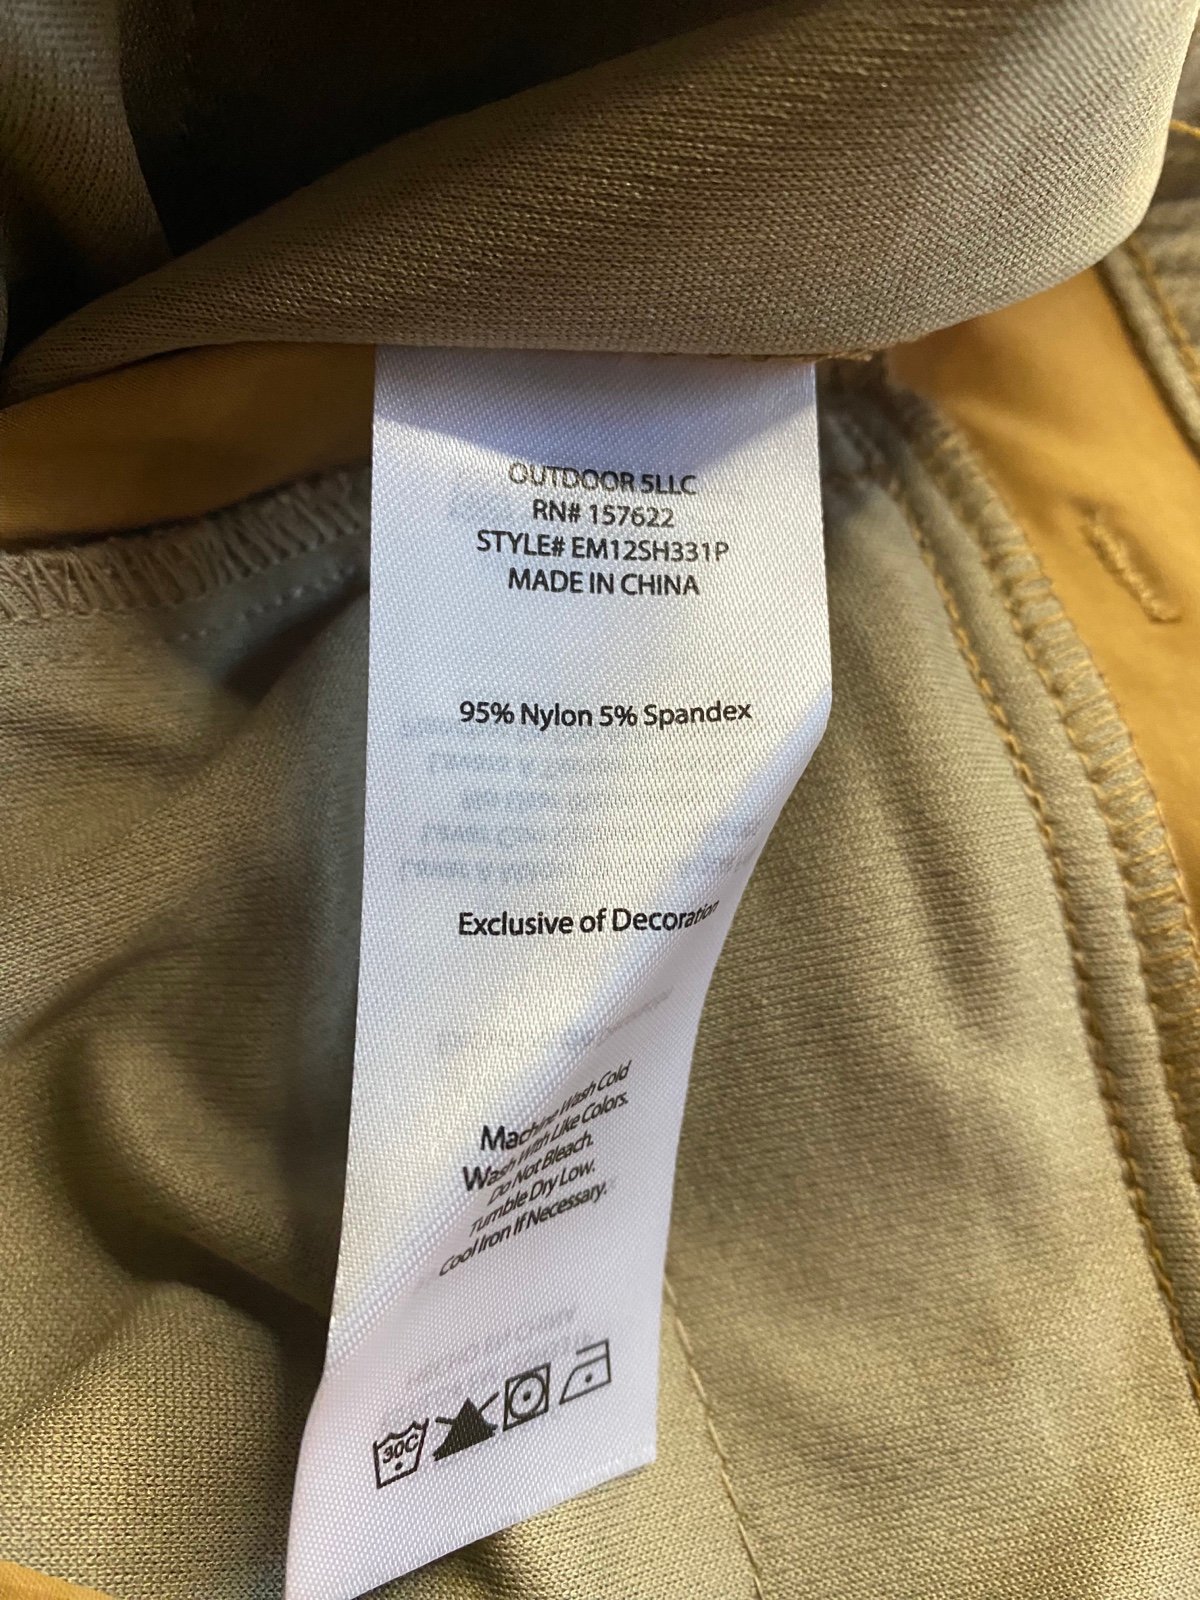 OUTDOOR 5LLC
RN# 157622
STYLE# EM12SH331P
MADE IN CHINA
95% Nylon 5% Spandex
Exclusive of Decoration
Machine Wash Cold
Wash With Like Colors.
Do Not Bleach.
Tumble Dry Low.
Cool Iron If Necessary.
30C